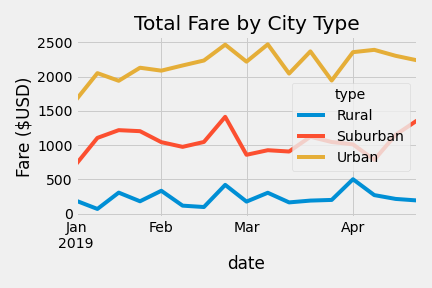 Total Fare by City Type
Fare ($USD)
2500
2000
1500
1000
500
0
type
Rural
Suburban
Urban
Jan
2019
Feb
Mar
Apr
date